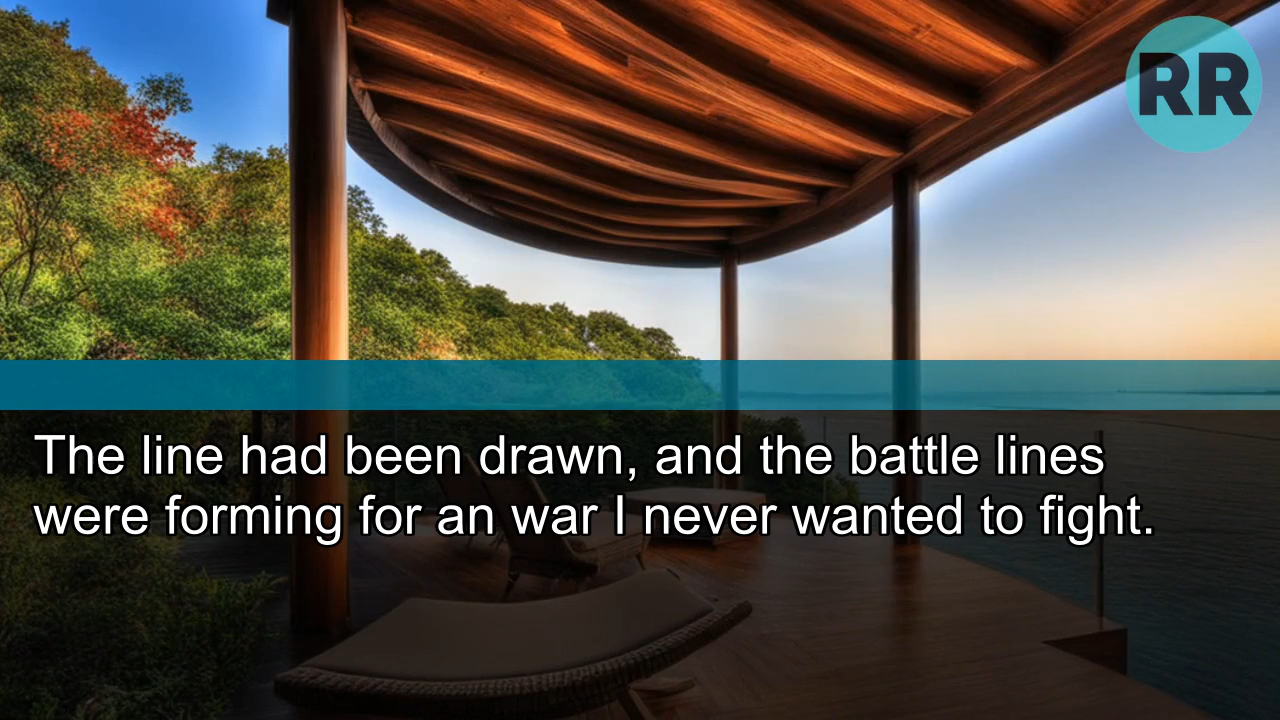 RR
The line had been drawn, and the battle lines
were forming for an war I never wanted to fight.